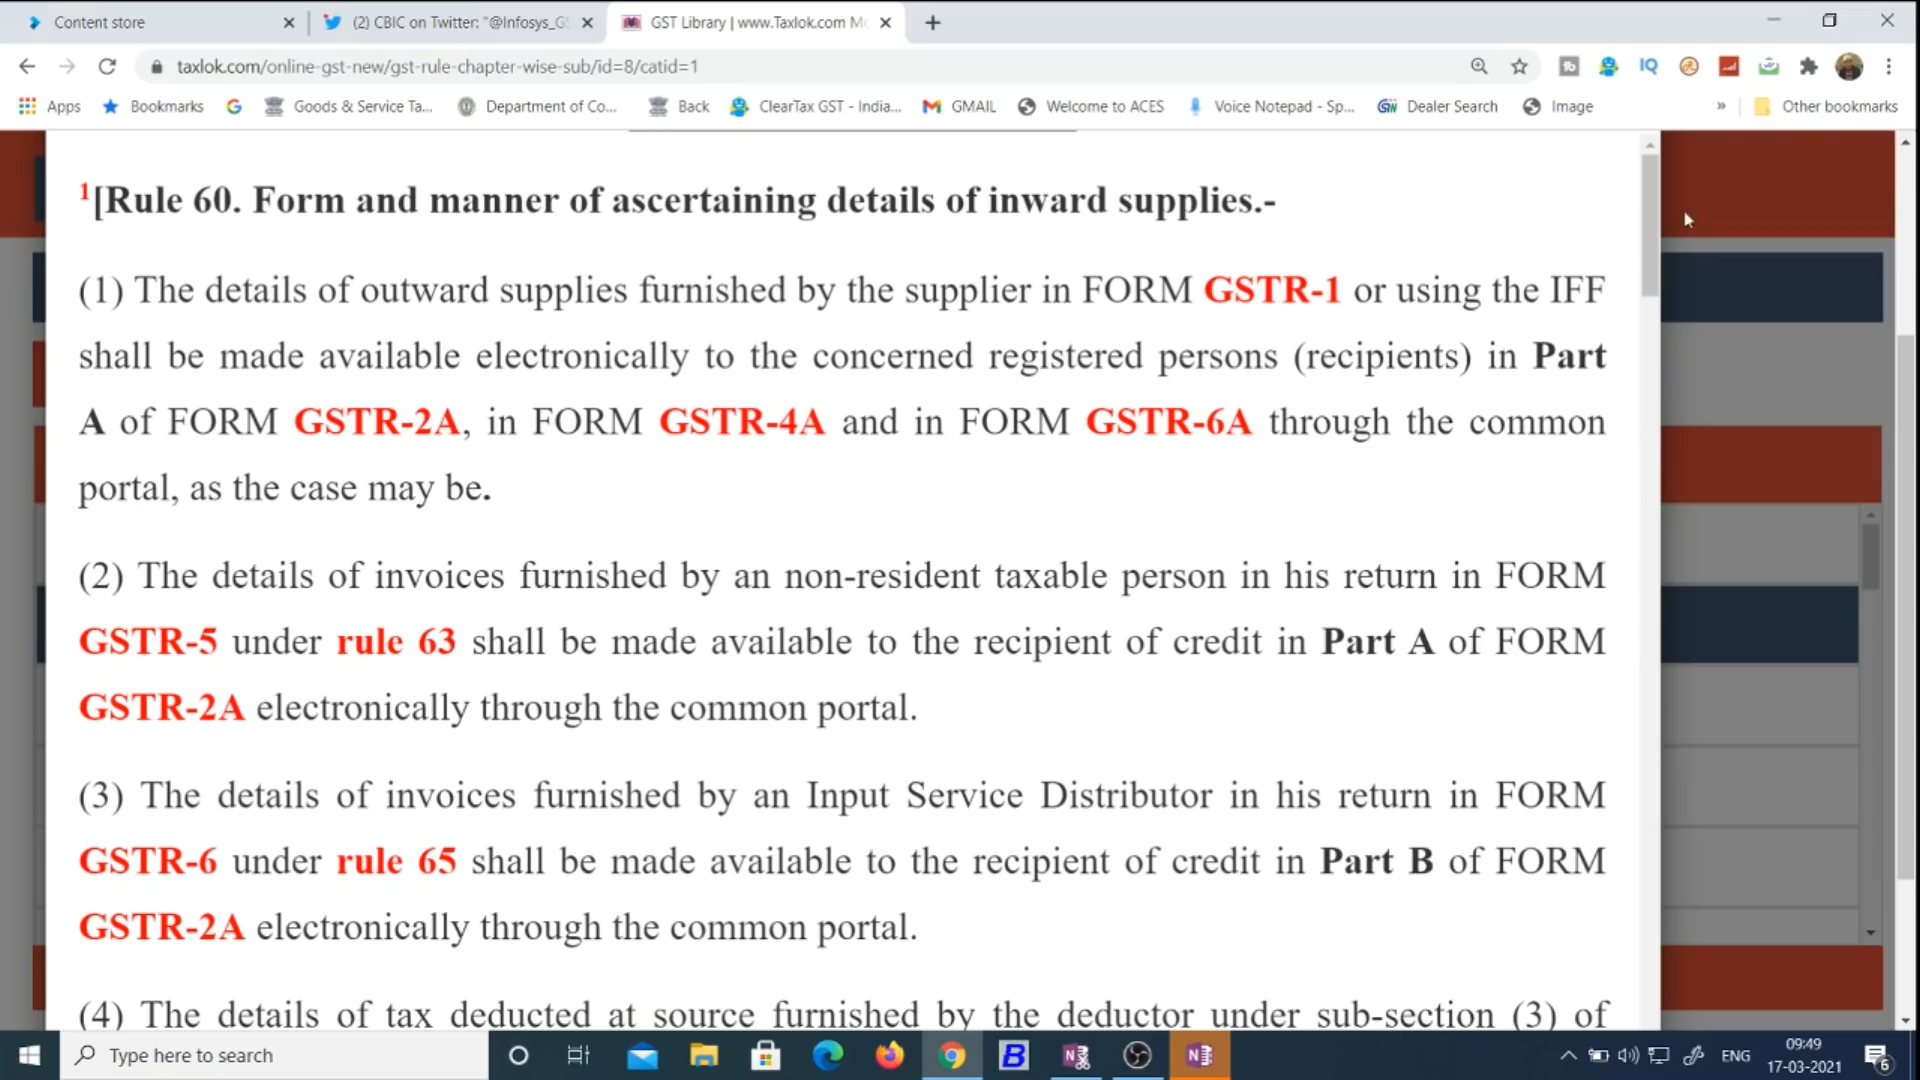 Content store
(2) CBIC on Twitter: "@Infosys_GS
GST Library | www.Taxlok.com Mo
taxlok.com/online-gst-new/gst-rule-chapter-wise-sub/id=8/catid=1
Apps
Bookmarks
Goods & Service Ta...
Department of Co...
Back
ClearTax GST - India...
GMAIL
Welcome to ACES
Voice Notepad - Sp...
Dealer Search
Image
Other bookmarks
1[Rule 60. Form and manner of ascertaining details of inward supplies.-
(1) The details of outward supplies furnished by the supplier in FORM GSTR-1 or using the IFF
shall be made available electronically to the concerned registered persons (recipients) in Part
A of FORM GSTR-2A, in FORM GSTR-4A and in FORM GSTR-6A through the common
portal, as the case may be.
(2) The details of invoices furnished by an non-resident taxable person in his return in FORM
GSTR-5 under rule 63 shall be made available to the recipient of credit in Part A of FORM
GSTR-2A electronically through the common portal.
(3) The details of invoices furnished by an Input Service Distributor in his return in FORM
GSTR-6 under rule 65 shall be made available to the recipient of credit in Part B of FORM
GSTR-2A electronically through the common portal.
(4) The details of tax deducted at source furnished by the deductor under sub-section (3) of
Type here to search
ENG
09:49
17-03-2021
6